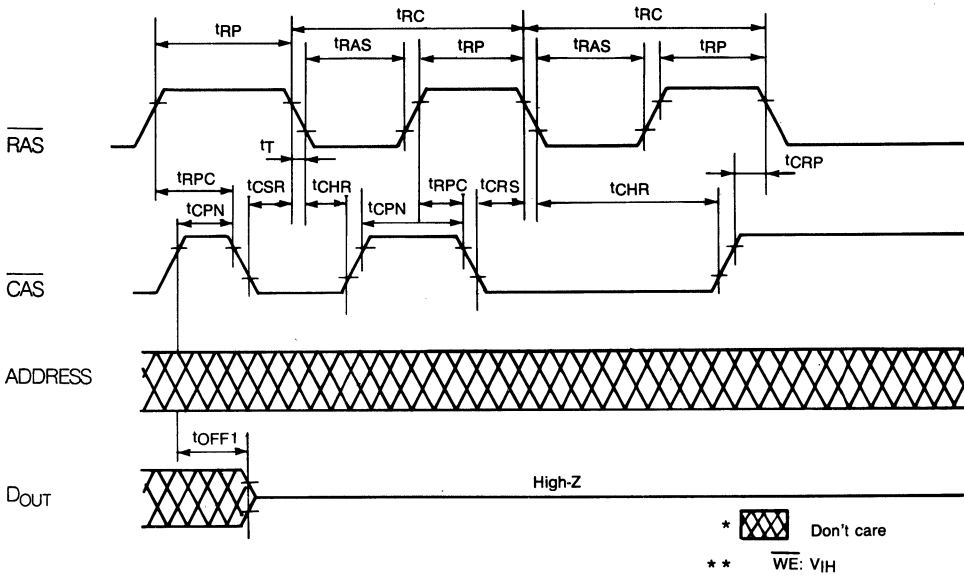 tRC tRC
tRP tRAS tRP tRAS tRP
RAS
tT tCRP
tRPC tCSR tCHR tRPC tCRS tCHR
tCPN tCPN
CAS
ADDRESS
tOFF1
DOUT
High-Z
* Don't care
** WE: VIH